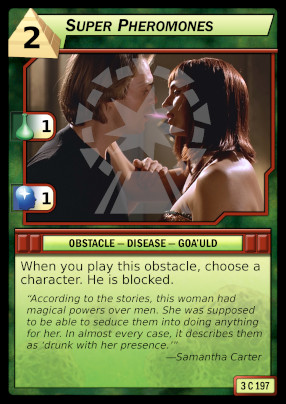 2
SUPER PHEROMONES
1
1
OBSTACLE — DISEASE — GOA'ULD
When you play this obstacle, choose a
character. He is blocked.
"According to the stories, this woman had
magical powers over men. She was supposed
to be able to seduce them into doing anything
for her. In almost every case, it describes them
as 'drunk with her presence.'"
—Samantha Carter
3 C 197